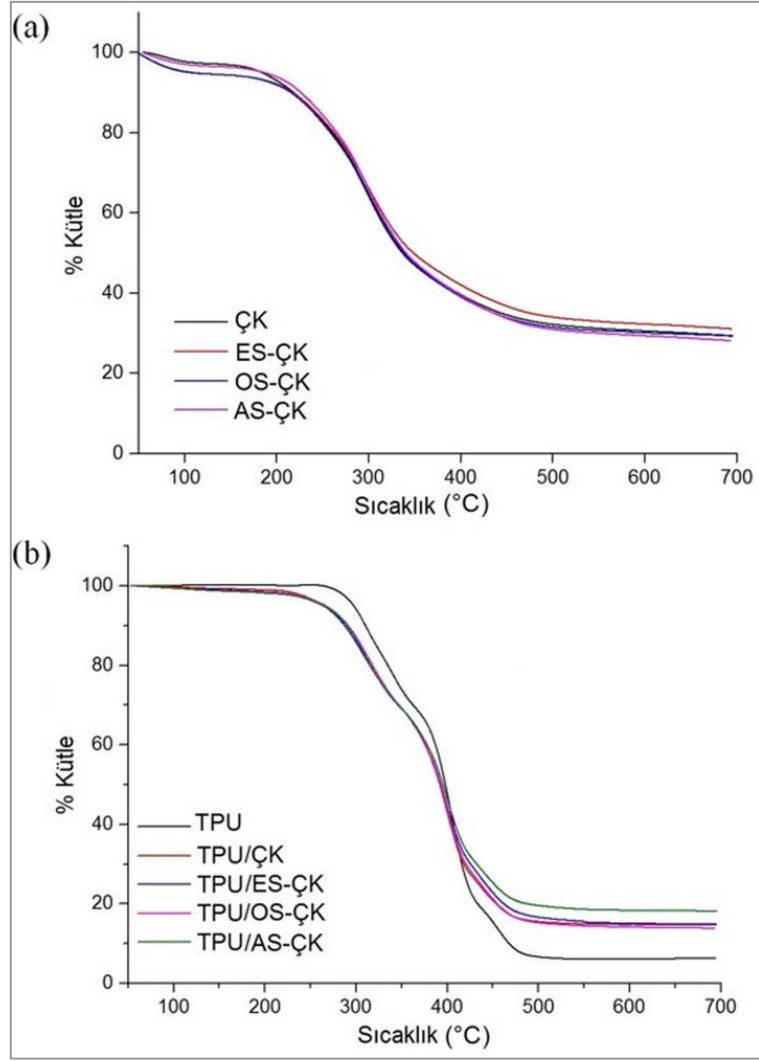 (a)
100
80
60
40
20
0
% Kütle
ÇK
ES-ÇK
OS-ÇK
AS-ÇK
100 200 300 400 500 600 700
Sıcaklık (°C)
(b)
100
80
60
40
20
0
% Kütle
TPU
TPU/ÇK
TPU/ES-ÇK
TPU/OS-ÇK
TPU/AS-ÇK
100 200 300 400 500 600 700
Sıcaklık (°C)